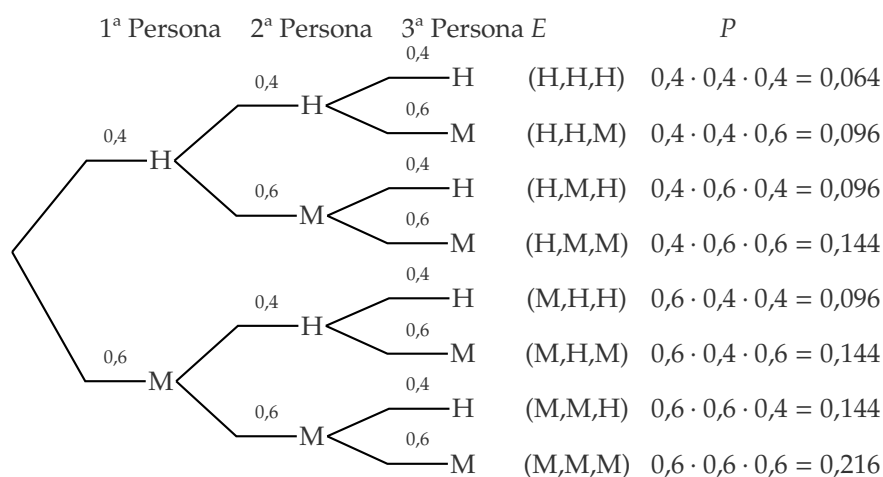 1ª Persona 2ª Persona 3ª Persona E P
0,4
0,4 H (H,H,H) 0,4 · 0,4 · 0,4 = 0,064
H
0,4 0,6
M (H,H,M) 0,4 · 0,4 · 0,6 = 0,096
H
0,4
0,6 H (H,M,H) 0,4 · 0,6 · 0,4 = 0,096
M
0,6
M (H,M,M) 0,4 · 0,6 · 0,6 = 0,144
0,4
0,4 H (M,H,H) 0,6 · 0,4 · 0,4 = 0,096
H
0,6 0,6
M (M,H,M) 0,6 · 0,4 · 0,6 = 0,144
M
0,4
0,6 H (M,M,H) 0,6 · 0,6 · 0,4 = 0,144
M
0,6
M (M,M,M) 0,6 · 0,6 · 0,6 = 0,216